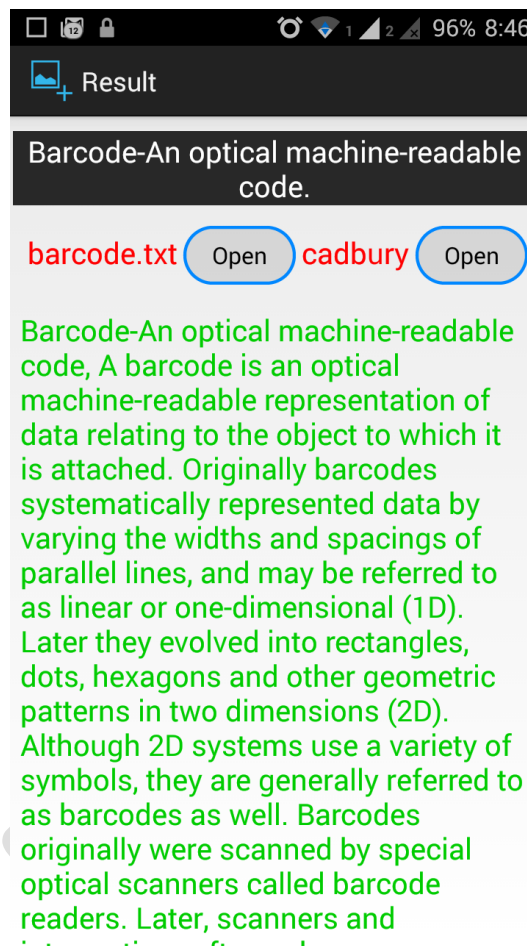 12 1 2 96% 8:46
Result
Barcode-An optical machine-readable
code.
barcode.txt Open cadbury Open
Barcode-An optical machine-readable
code, A barcode is an optical
machine-readable representation of
data relating to the object to which it
is attached. Originally barcodes
systematically represented data by
varying the widths and spacings of
parallel lines, and may be referred to
as linear or one-dimensional (1D).
Later they evolved into rectangles,
dots, hexagons and other geometric
patterns in two dimensions (2D).
Although 2D systems use a variety of
symbols, they are generally referred to
as barcodes as well. Barcodes
originally were scanned by special
optical scanners called barcode
readers. Later, scanners and